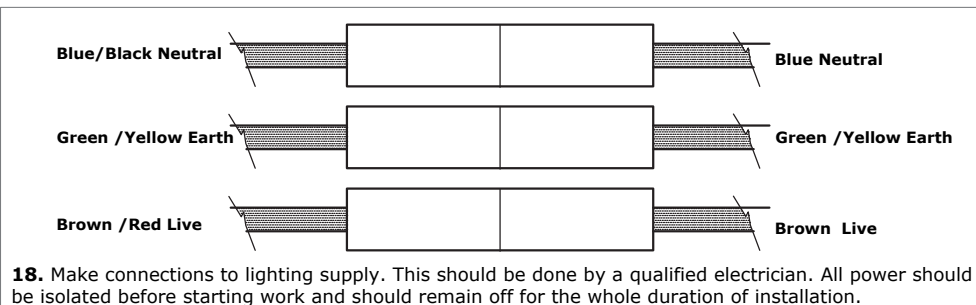 Blue/Black Neutral
Blue Neutral
Green /Yellow Earth
Green /Yellow Earth
Brown /Red Live
Brown Live
18. Make connections to lighting supply. This should be done by a qualified electrician. All power should
be isolated before starting work and should remain off for the whole duration of installation.